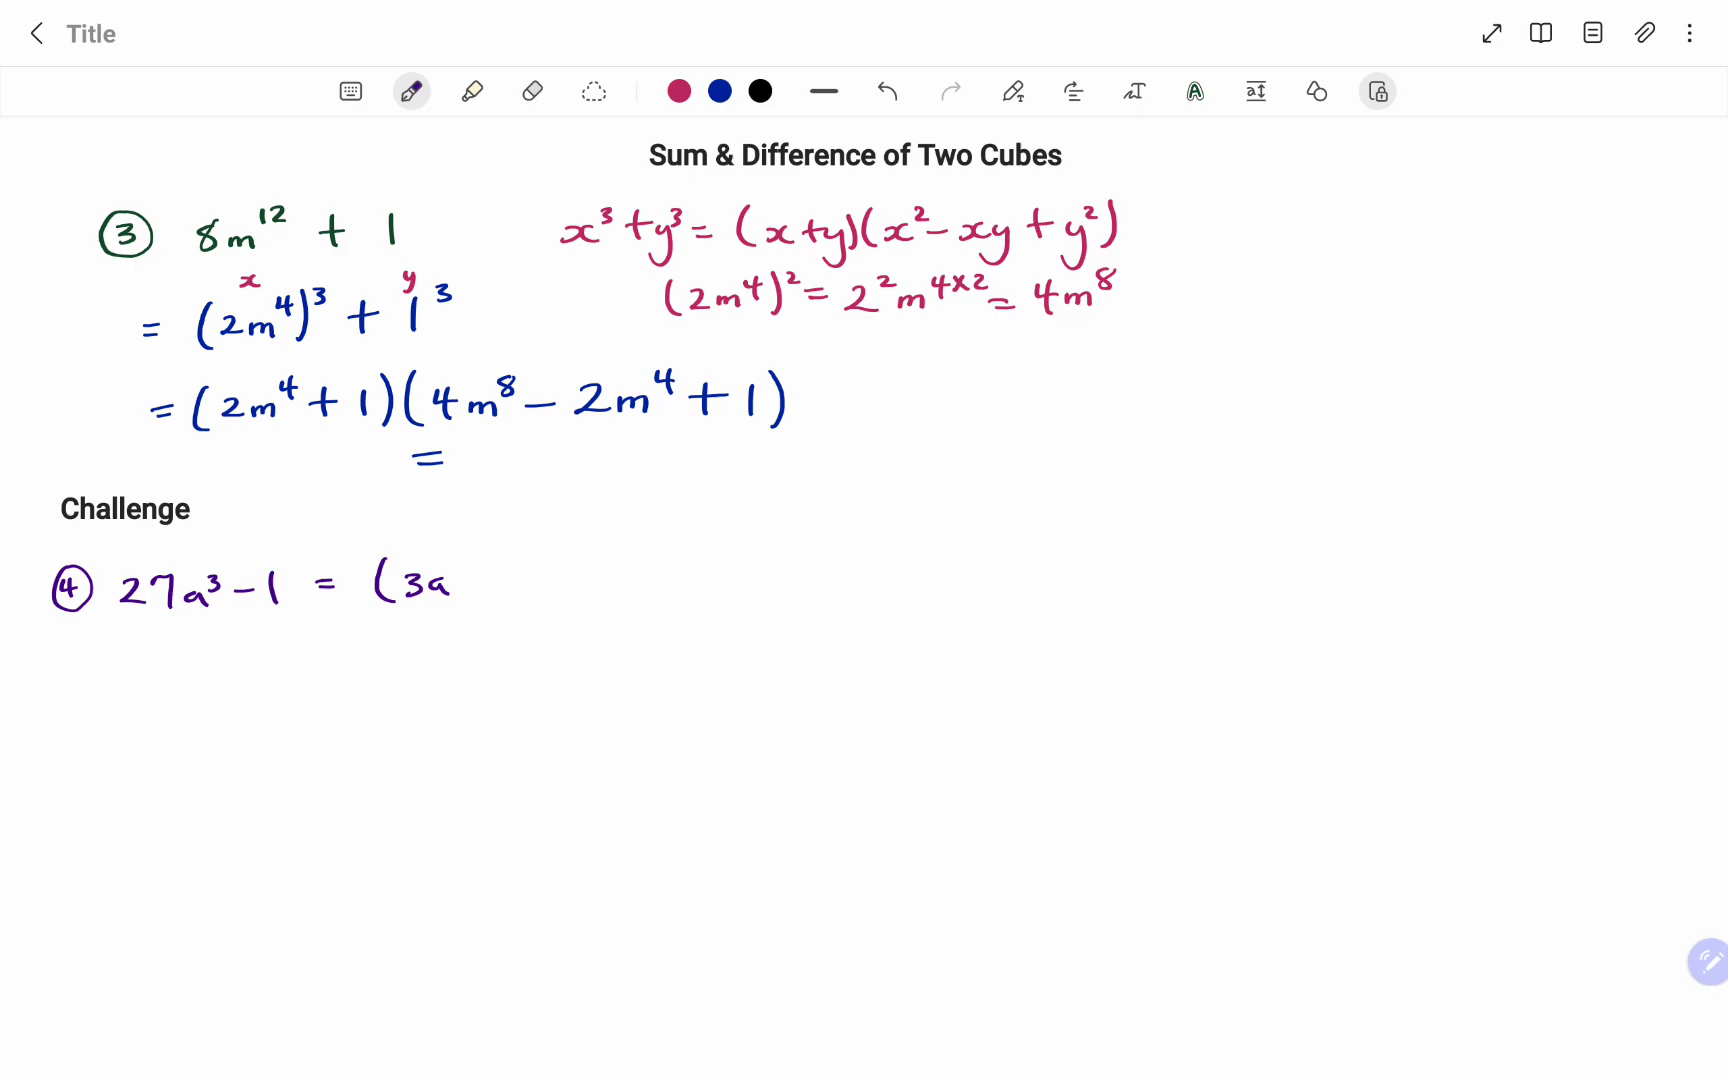 Title
Sum & Difference of Two Cubes
③ 8m¹² + 1
x³ + y³ = (x + y)(x² − xy + y²)
x y
= (2m⁴)³ + 1³
(2m⁴)² = 2²m⁴ˣ² = 4m⁸
= (2m⁴ + 1)(4m⁸ − 2m⁴ + 1)
=
Challenge
④ 27a³ − 1 = (3a